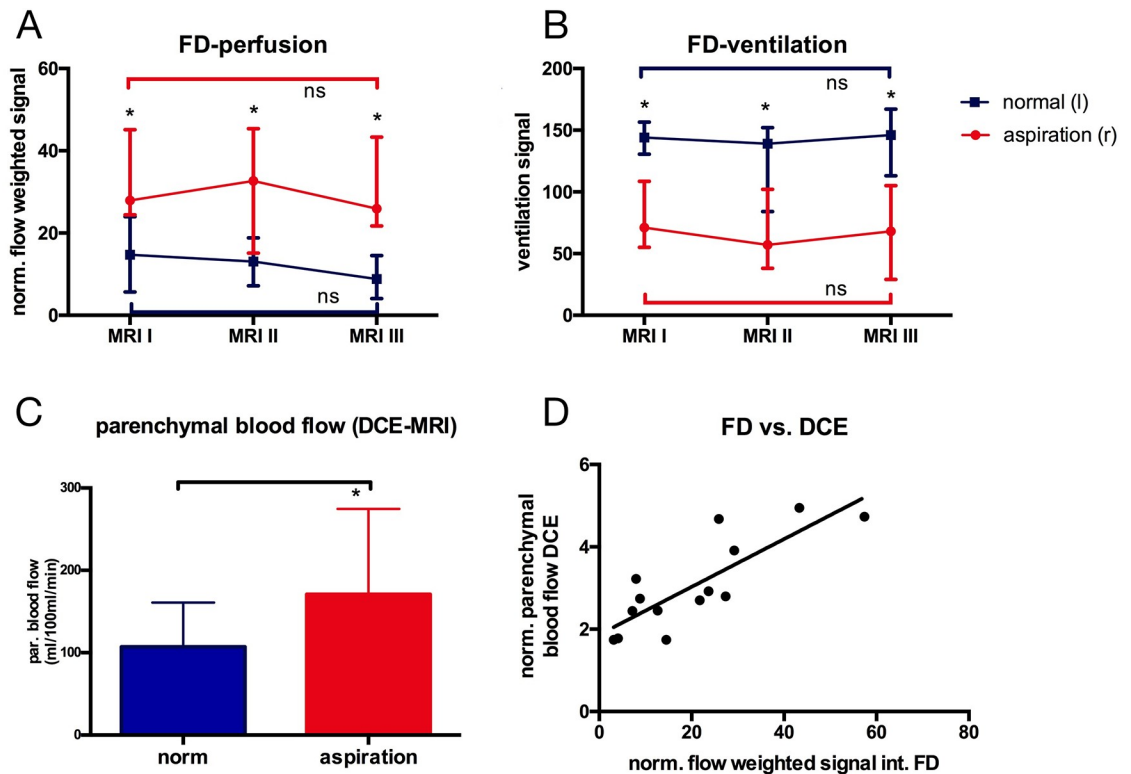 A
FD-perfusion
norm. flow weighted signal
60
40
20
0
ns
*
*
*
ns
MRI I
MRI II
MRI III
B
FD-ventilation
ventilation signal
200
150
100
50
0
ns
*
*
*
ns
MRI I
MRI II
MRI III
normal (l)
aspiration (r)
C
parenchymal blood flow (DCE-MRI)
par. blood flow
(ml/100ml/min)
300
200
100
0
*
norm
aspiration
D
FD vs. DCE
norm. parenchymal
blood flow DCE
6
4
2
0
0
20
40
60
80
norm. flow weighted signal int. FD